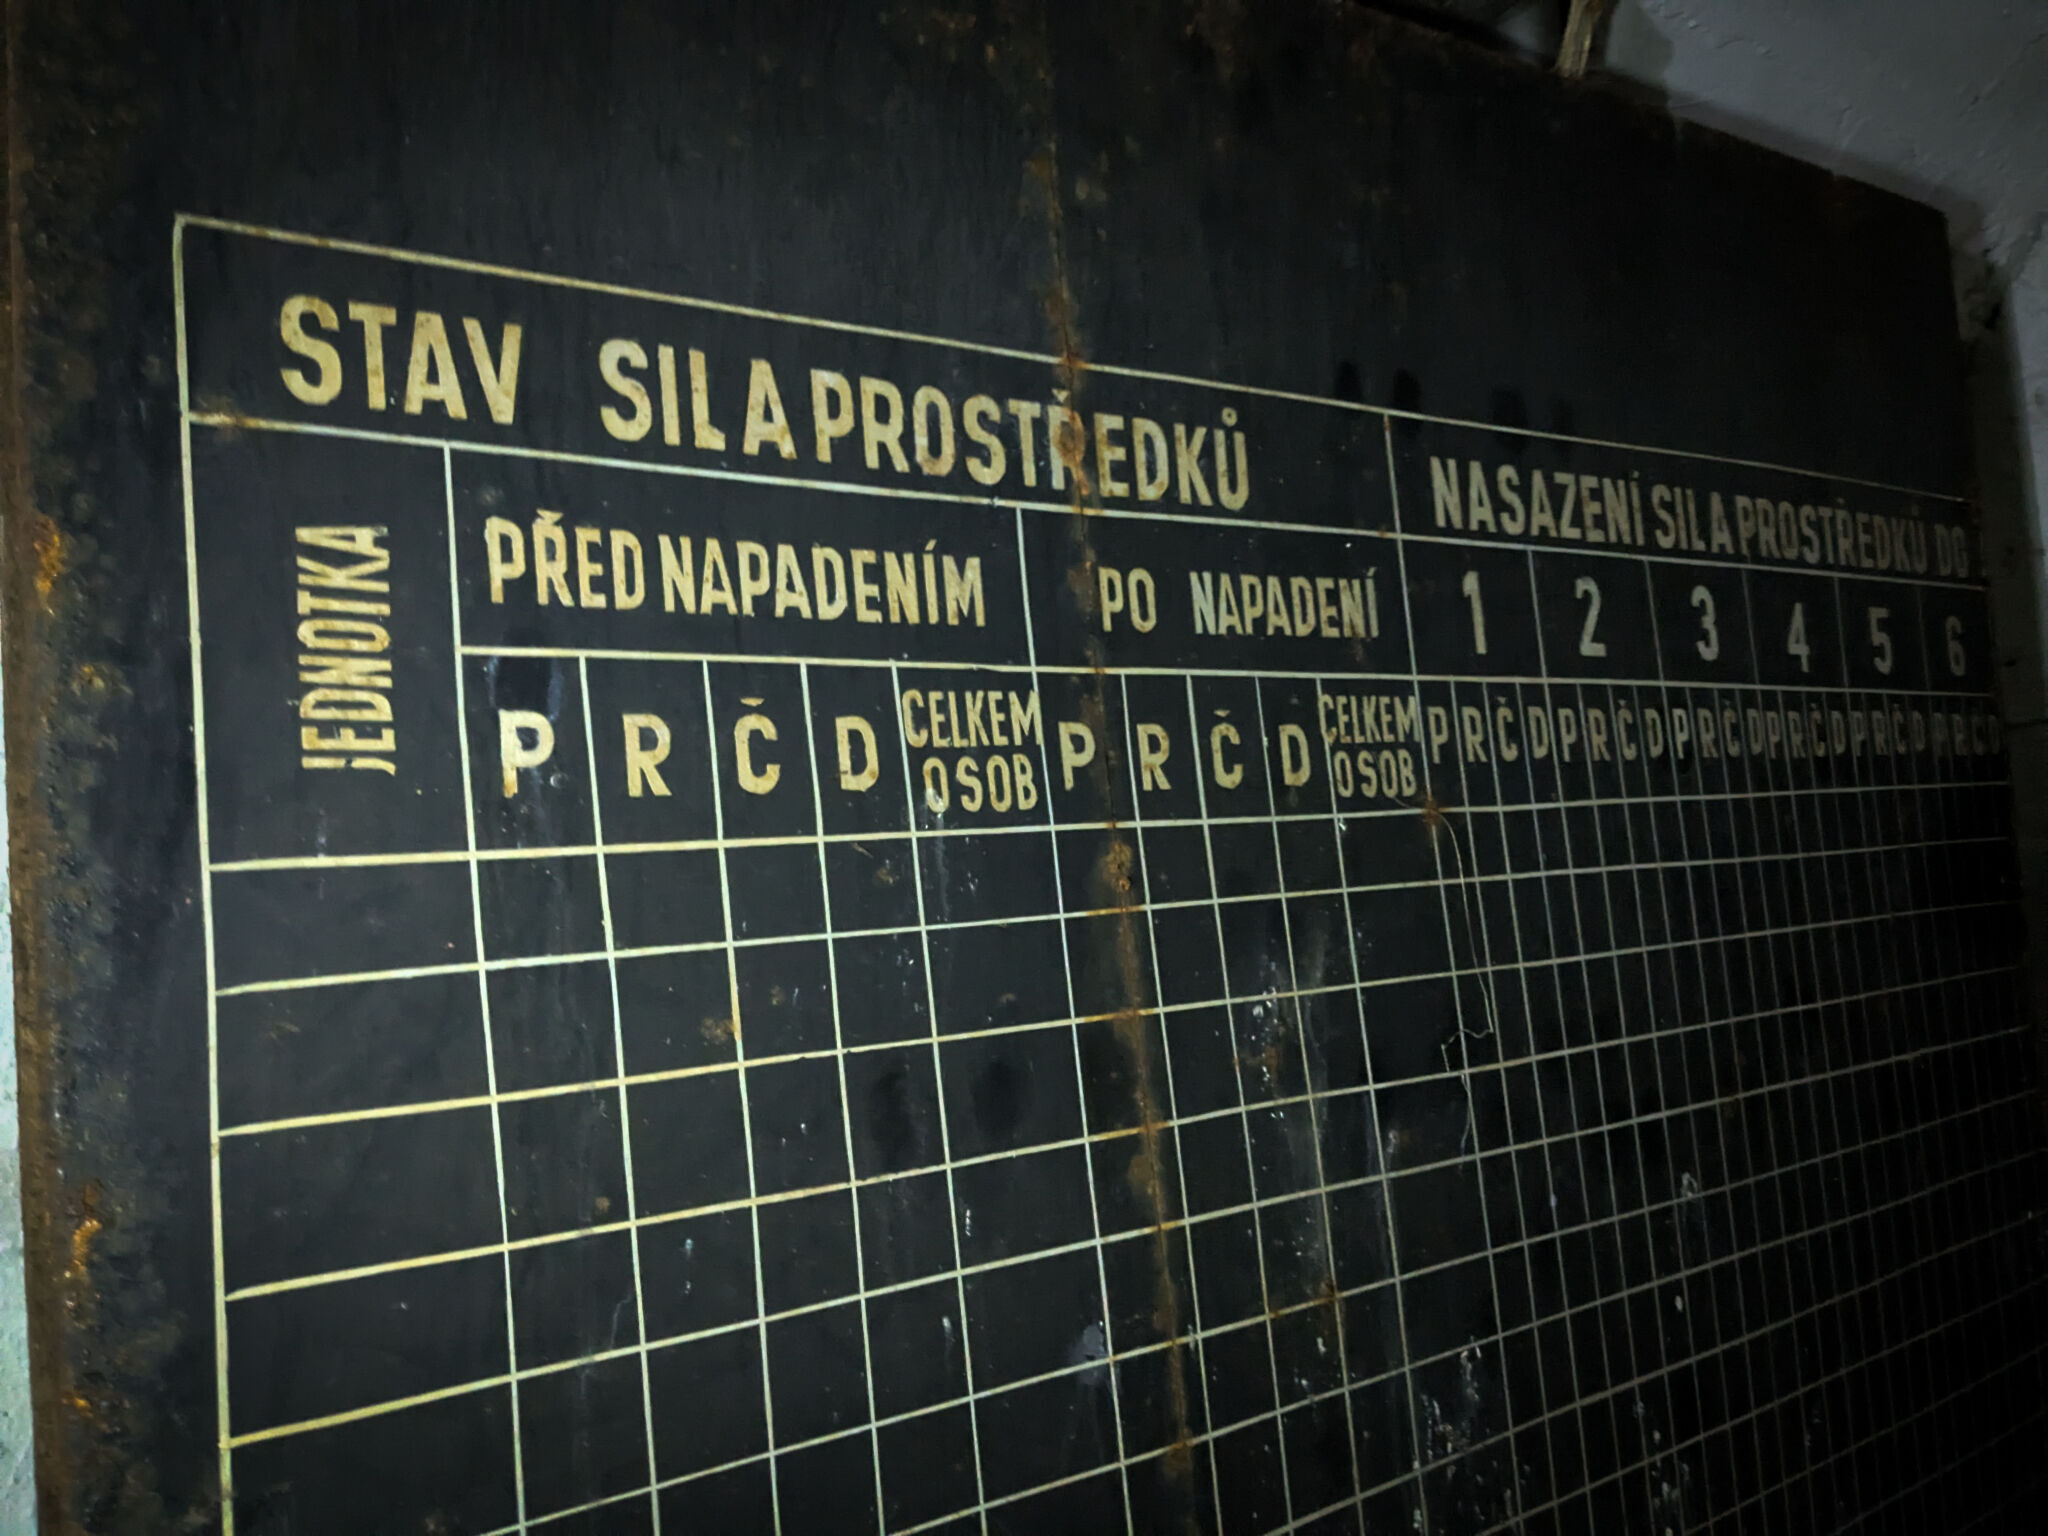 STAV SIL A PROSTŘEDKŮ
NASAZENÍ SIL A PROSTŘEDKŮ DO
JEDNOTKA
PŘED NAPADENÍM
PO NAPADENÍ
1 2 3 4 5 6
P R Č D CELKEM OSOB
P R Č D CELKEM OSOB
P R Č D P R Č D P R Č D P R Č D P R Č D P R Č D